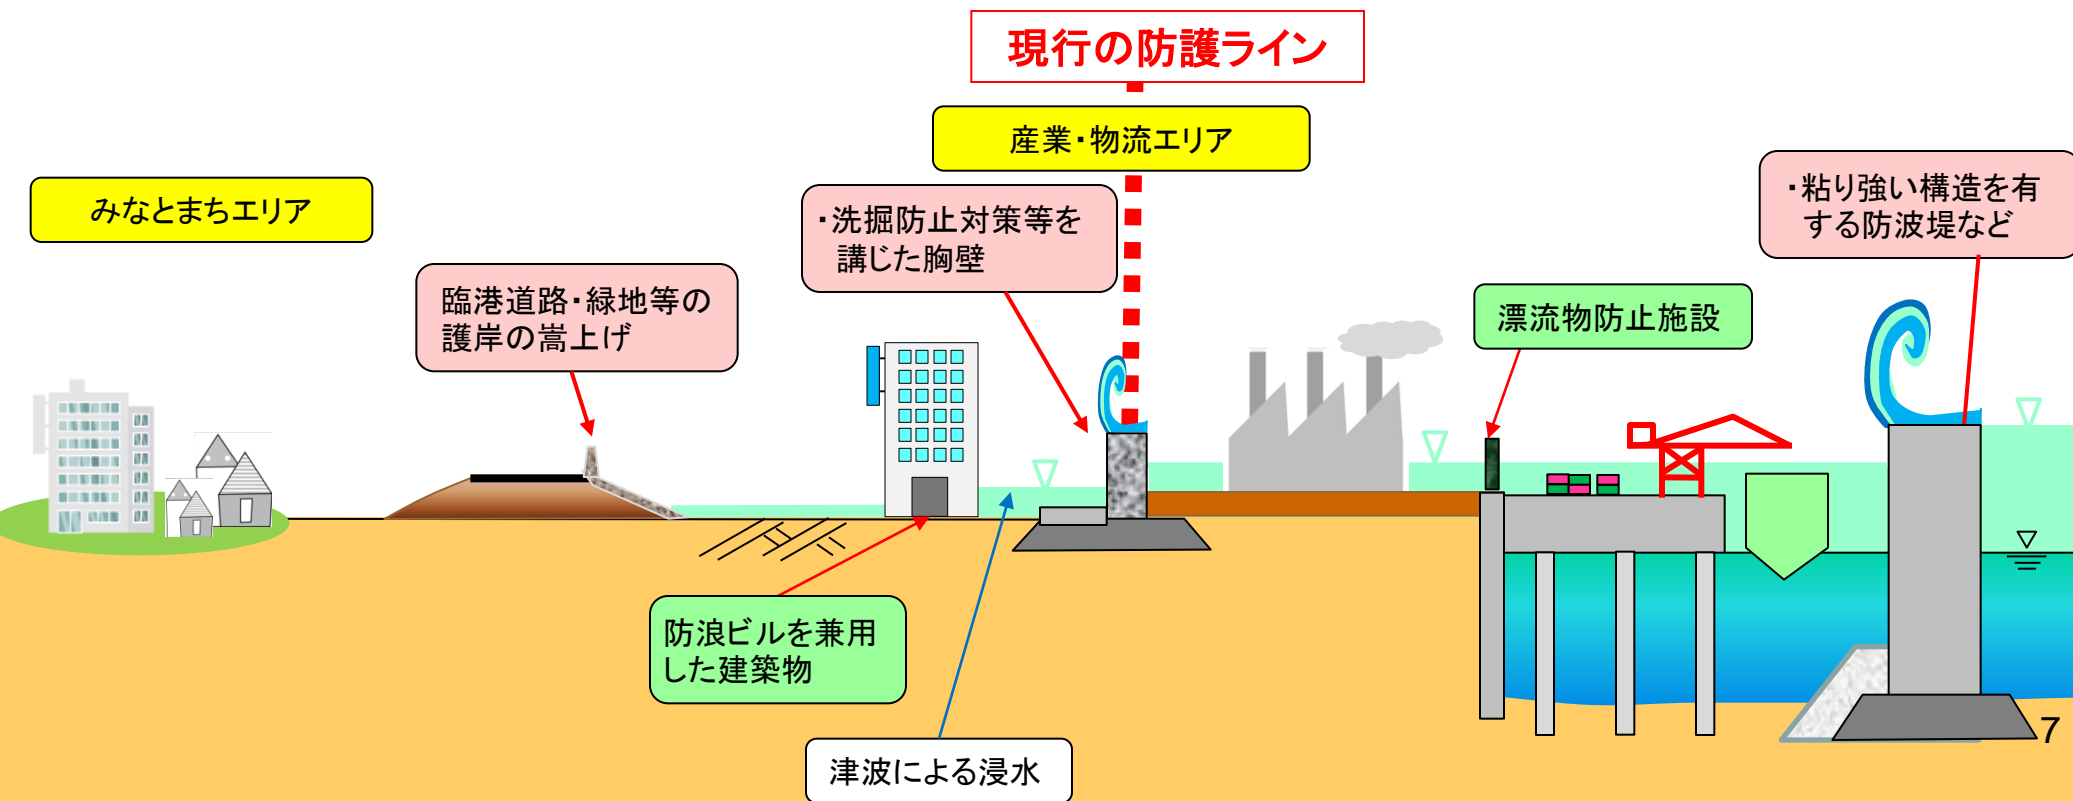 現行の防護ライン
産業・物流エリア
みなとまちエリア
・粘り強い構造を有
する防波堤など
・洗掘防止対策等を
講じた胸壁
臨港道路・緑地等の
護岸の嵩上げ
漂流物防止施設
防浪ビルを兼用
した建築物
津波による浸水
7